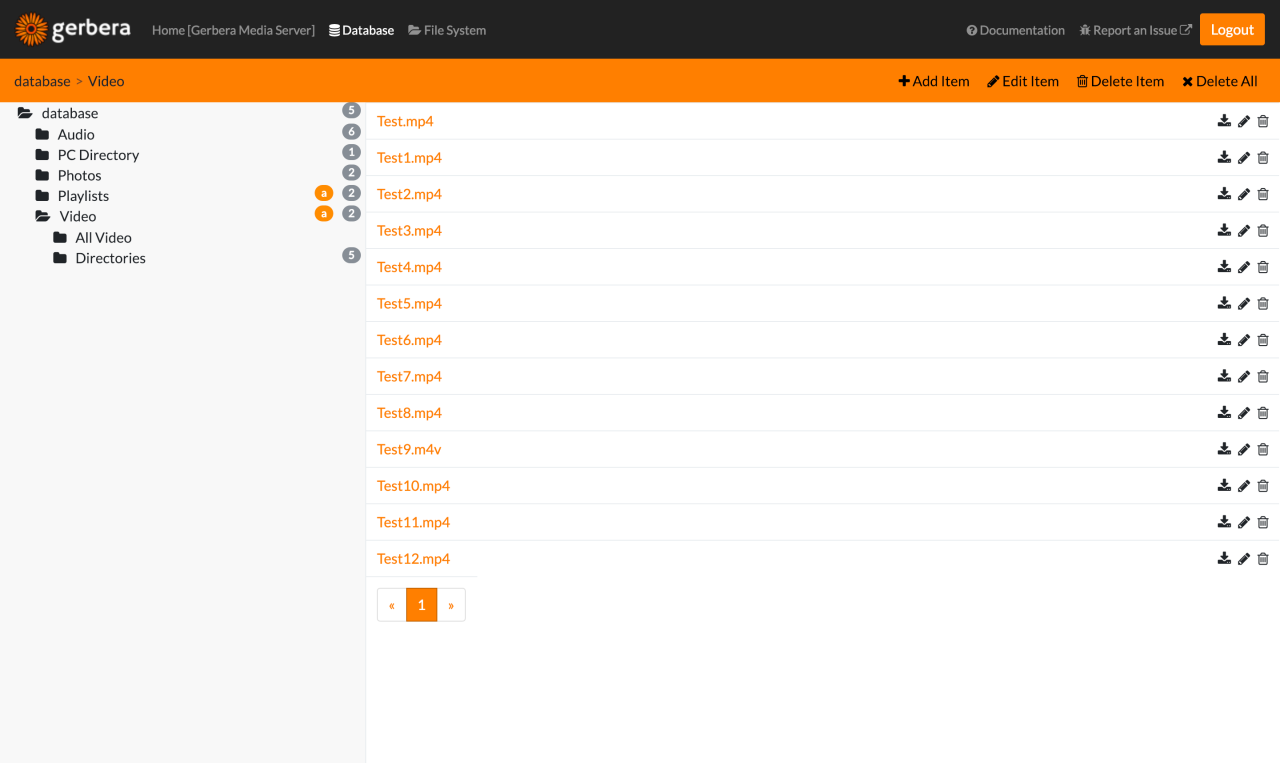 gerbera Home [Gerbera Media Server] Database File System Documentation Report an Issue Logout
database > Video Add Item Edit Item Delete Item Delete All
database 5
Audio 6
PC Directory 1
Photos 2
Playlists a 2
Video a 2
All Video
Directories 5
Test.mp4
Test1.mp4
Test2.mp4
Test3.mp4
Test4.mp4
Test5.mp4
Test6.mp4
Test7.mp4
Test8.mp4
Test9.m4v
Test10.mp4
Test11.mp4
Test12.mp4
« 1 »